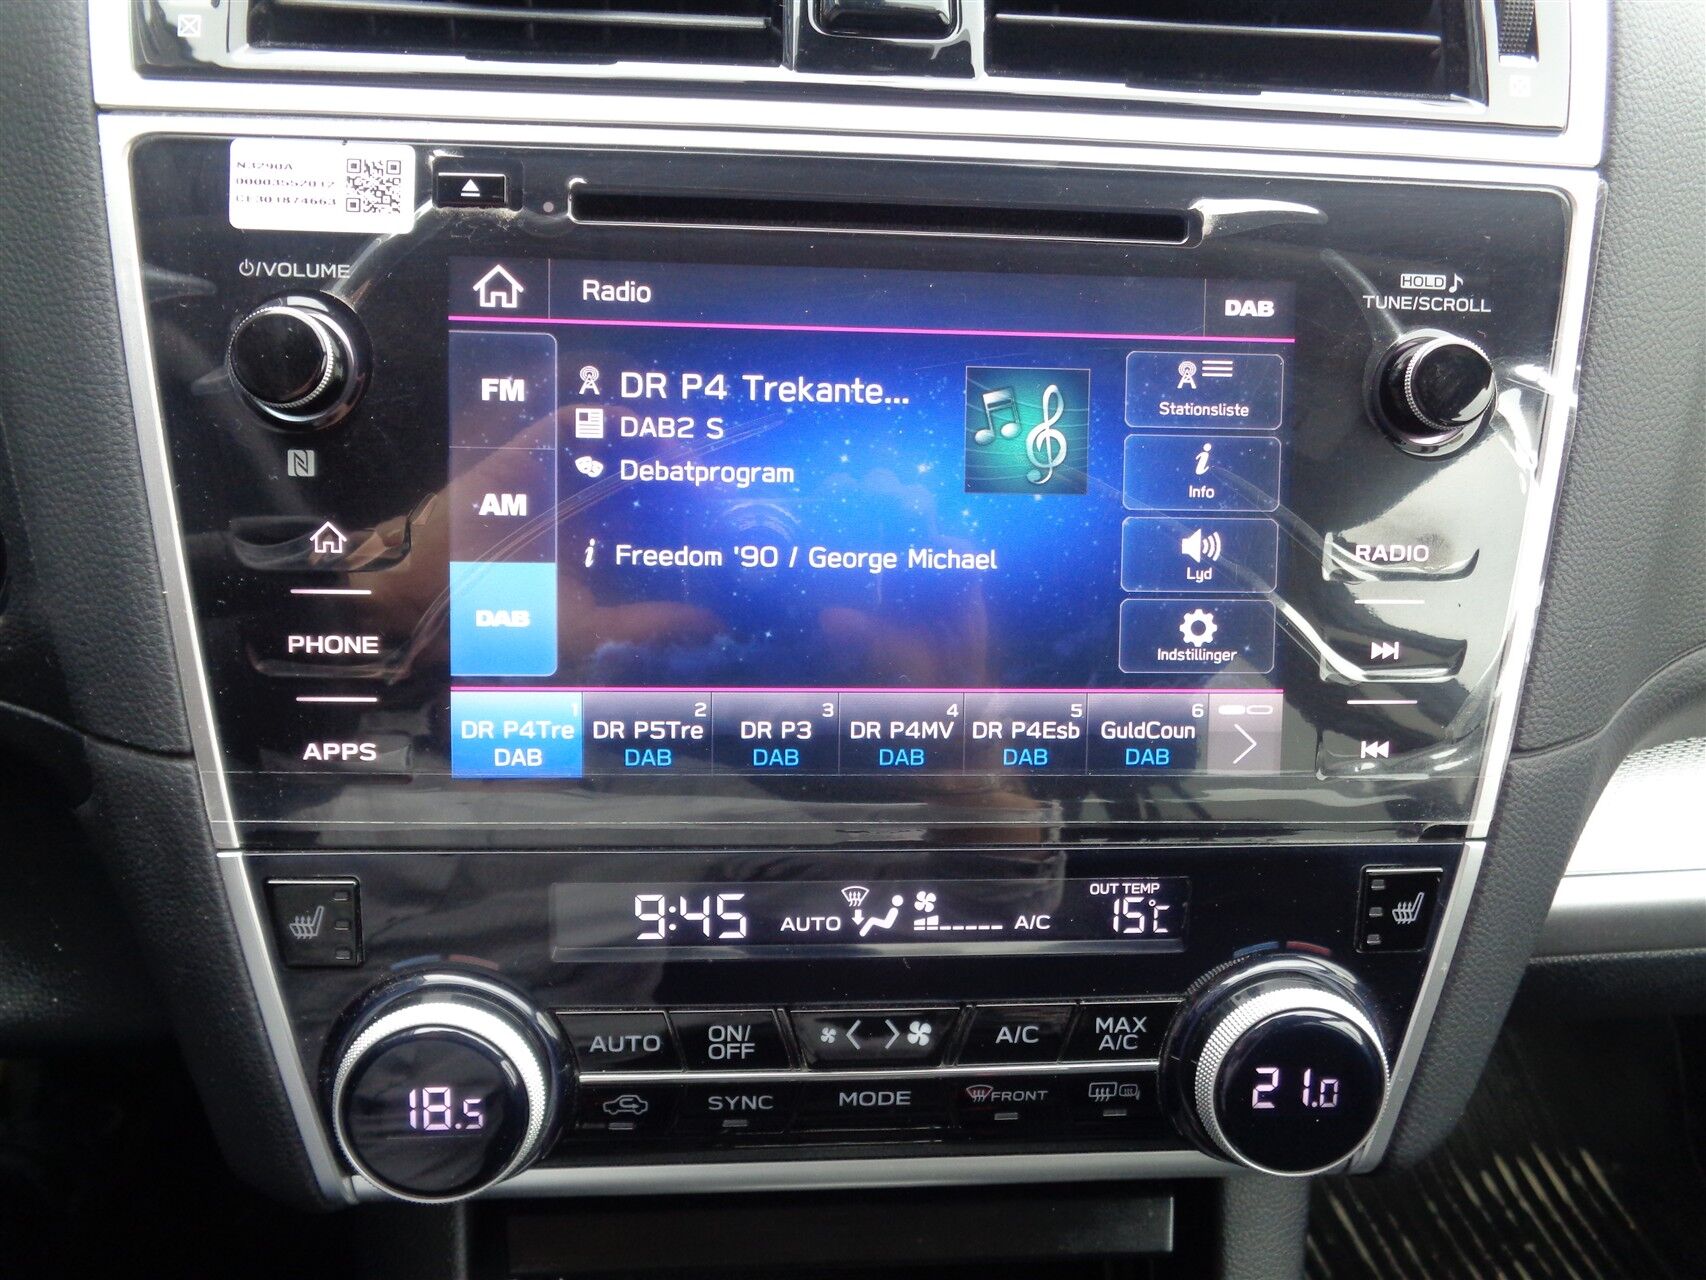 N3290A
00003552012
CT301874663
/VOLUME
HOLD
TUNE/SCROLL
Radio
DAB
FM
AM
DAB
DR P4 Trekante...
DAB2 S
Debatprogram
i Freedom '90 / George Michael
Stationsliste
i
Info
Lyd
Indstillinger
PHONE
APPS
RADIO
1 2 3 4 5 6
DR P4Tre DR P5Tre DR P3 DR P4MV DR P4Esb GuldCoun
DAB DAB DAB DAB DAB DAB
9:45 AUTO A/C OUT TEMP 15°C
AUTO ON/OFF A/C MAX A/C
SYNC MODE FRONT
18.5
21.0